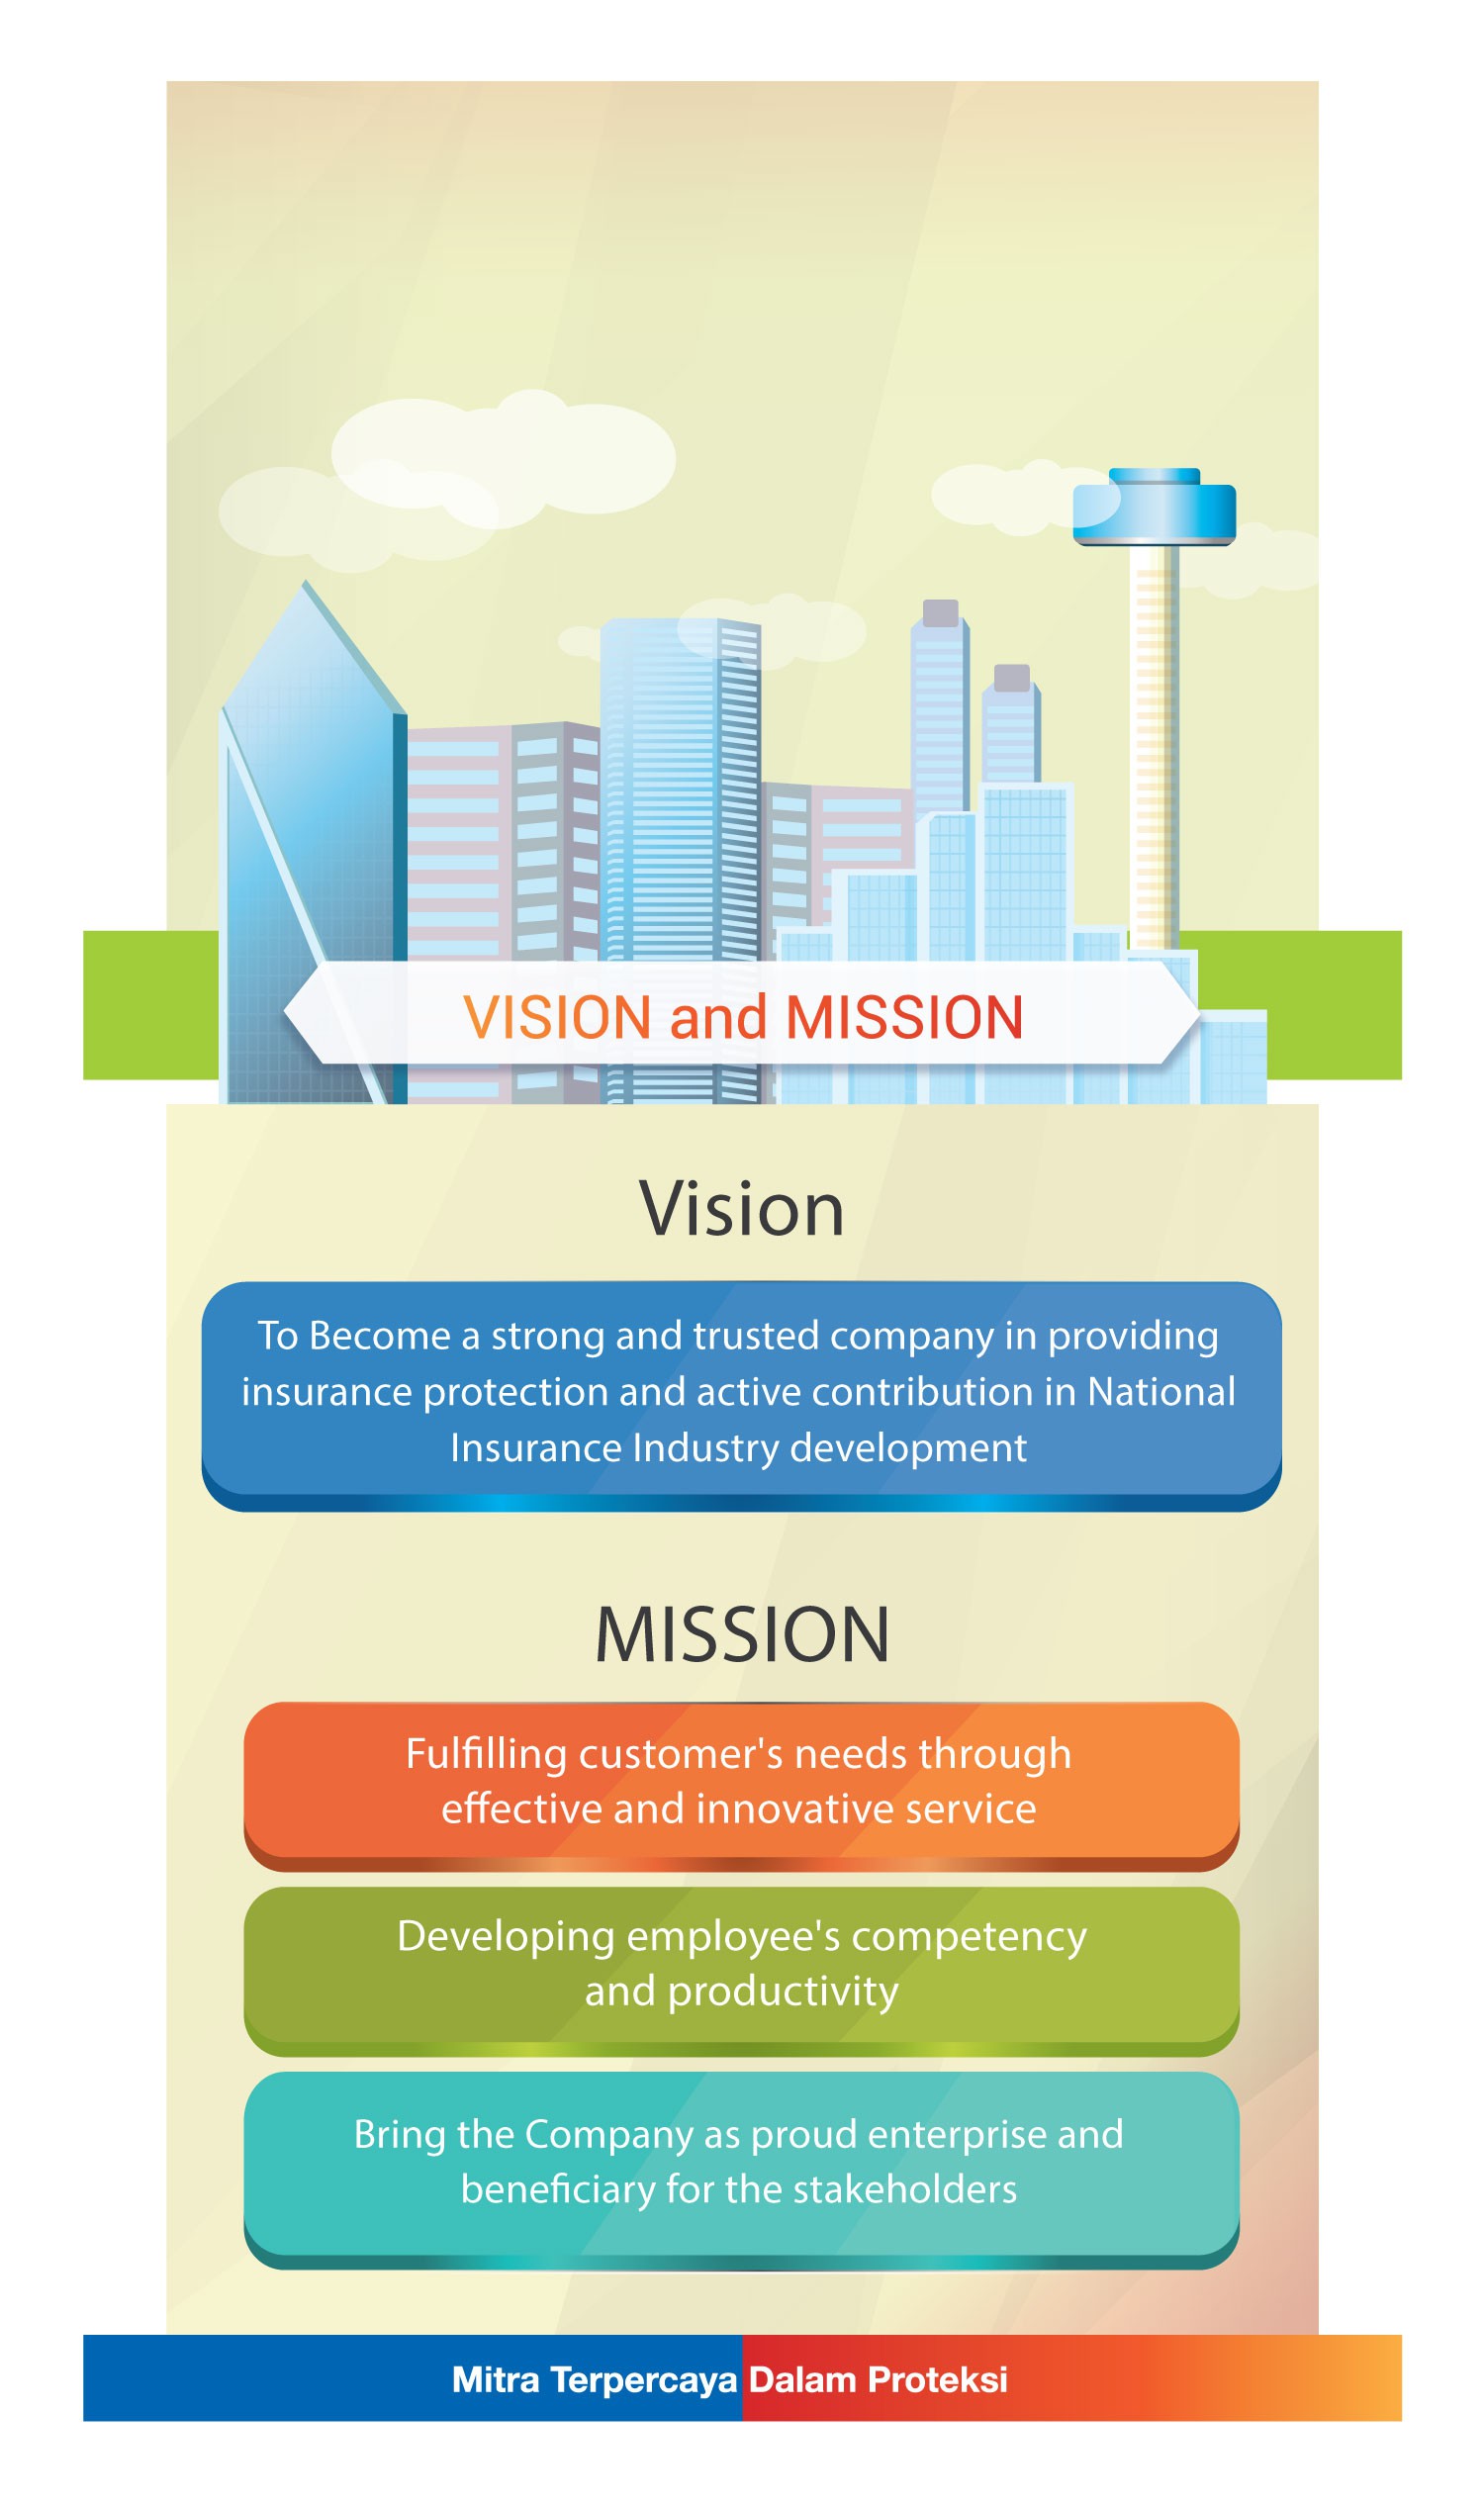 VISION and MISSION
Vision
To Become a strong and trusted company in providing
insurance protection and active contribution in National
Insurance Industry development
MISSION
Fulfilling customer's needs through
effective and innovative service
Developing employee's competency
and productivity
Bring the Company as proud enterprise and
beneficiary for the stakeholders
Mitra Terpercaya Dalam Proteksi